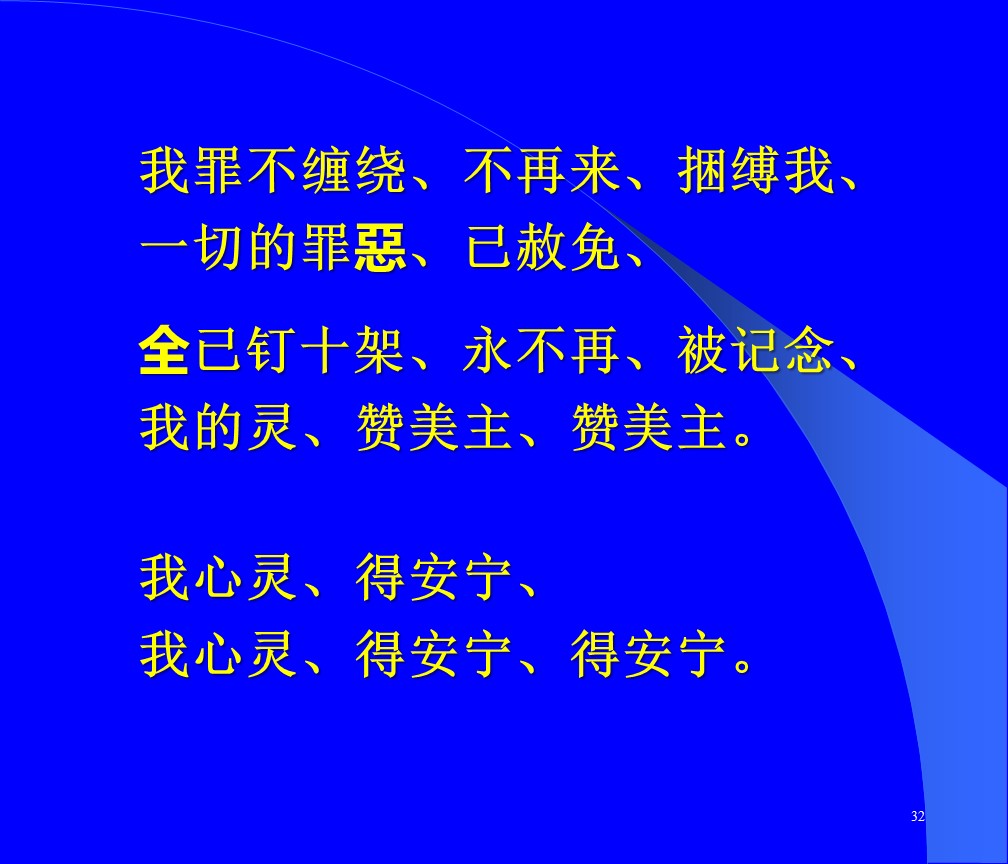 我罪不缠绕、不再来、捆缚我、
一切的罪惡、已赦免、
全已钉十架、永不再、被记念、
我的灵、赞美主、赞美主。
我心灵、得安宁、
我心灵、得安宁、得安宁。
32